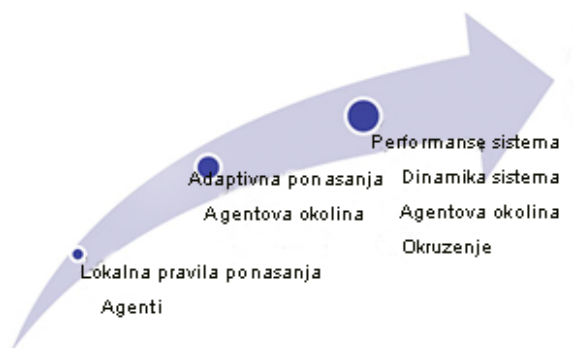 Performanse sistema
Dinamika sistema
Agentova okolina
Okruzenje
Adaptivna ponasanja
Agentova okolina
Lokalna pravila ponasanja
Agenti